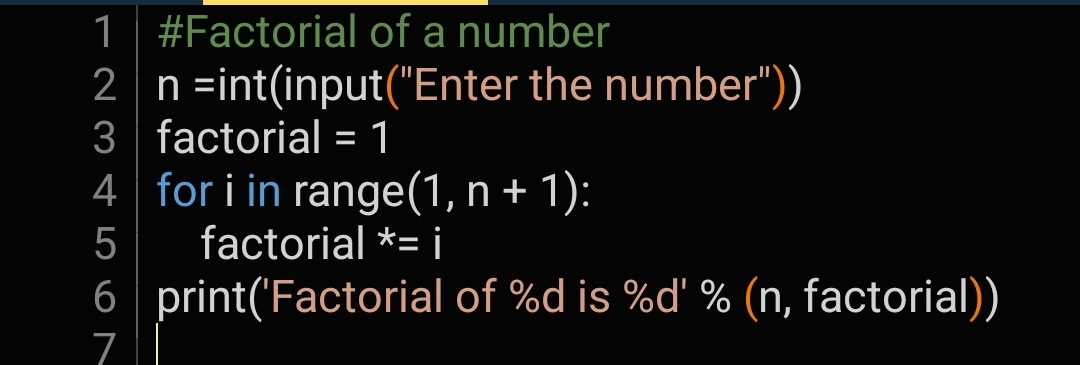 1 #Factorial of a number
2 n =int(input("Enter the number"))
3 factorial = 1
4 for i in range(1, n + 1):
5     factorial *= i
6 print('Factorial of %d is %d' % (n, factorial))
7